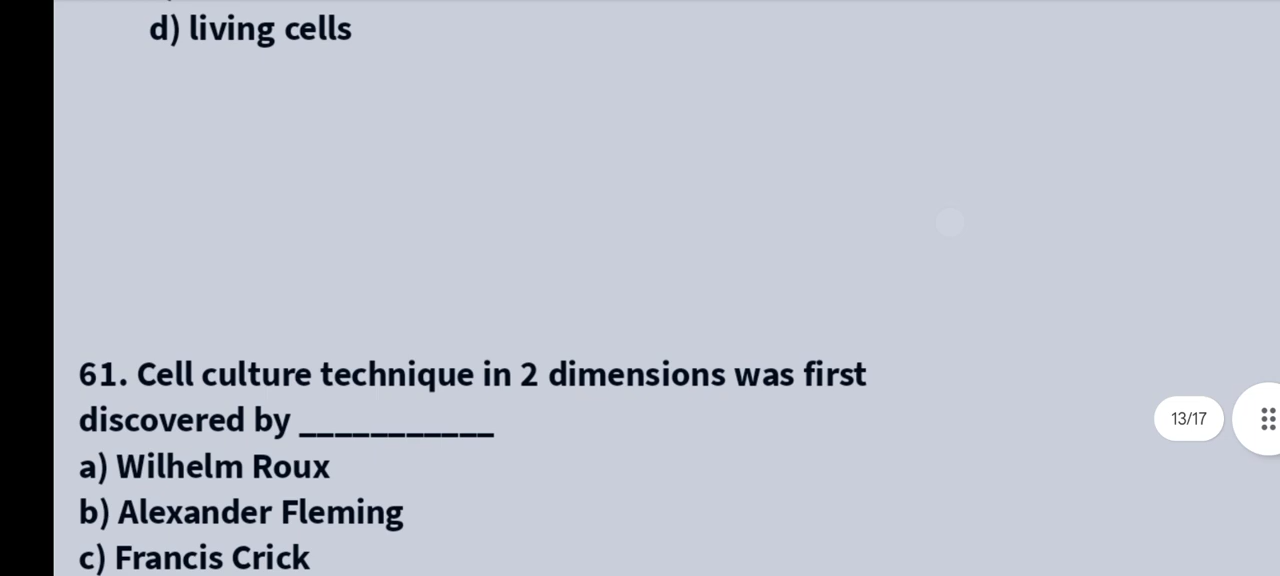 d) living cells
61. Cell culture technique in 2 dimensions was first
discovered by ___________
13/17
a) Wilhelm Roux
b) Alexander Fleming
c) Francis Crick